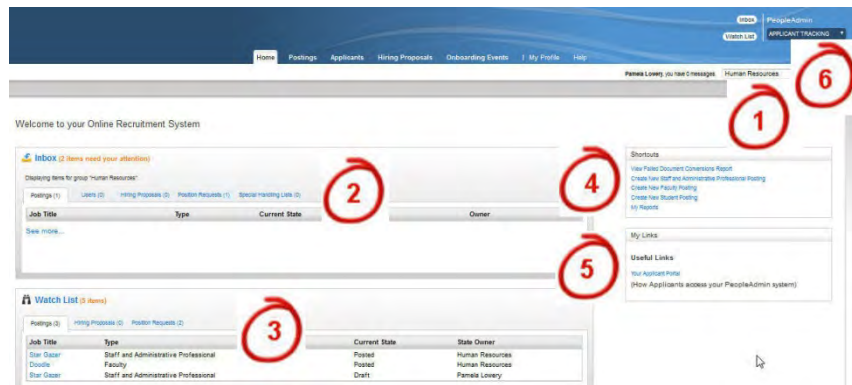 Inbox PeopleAdmin
Watch List APPLICANT TRACKING
Home Postings Applicants Hiring Proposals Onboarding Events | My Profile Help
Pamela Lowery, you have 0 messages. Human Resources
6
1
Welcome to your Online Recruitment System
Inbox (2 items need your attention)
Displaying items for group "Human Resources"
Postings (1) Users (0) Hiring Proposals (0) Position Requests (1) Special Handling Lists (0)
2
Job Title Type Current State Owner
See more...
4
Shortcuts
View Failed Document Conversions Report
Create New Staff and Administrative Professional Posting
Create New Faculty Posting
Create New Student Posting
My Reports
5
My Links
Useful Links
Your Applicant Portal
(How Applicants access your PeopleAdmin system)
Watch List (5 items)
Postings (3) Hiring Proposals (0) Position Requests (2)
3
Job Title Type Current State State Owner
Star Gazer Staff and Administrative Professional Posted Human Resources
Doodle Faculty Posted Human Resources
Star Gazer Staff and Administrative Professional Draft Pamela Lowery